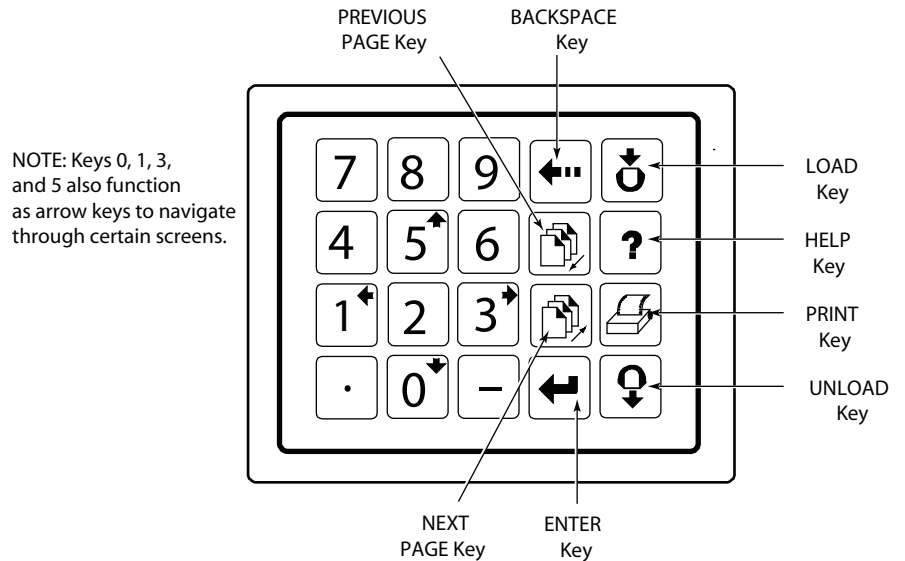 PREVIOUS
PAGE Key
BACKSPACE
Key
NOTE: Keys 0, 1, 3,
and 5 also function
as arrow keys to navigate
through certain screens.
7 8 9
4 5 6 ?
1 2 3
. 0 –
LOAD
Key
HELP
Key
PRINT
Key
UNLOAD
Key
NEXT
PAGE Key
ENTER
Key